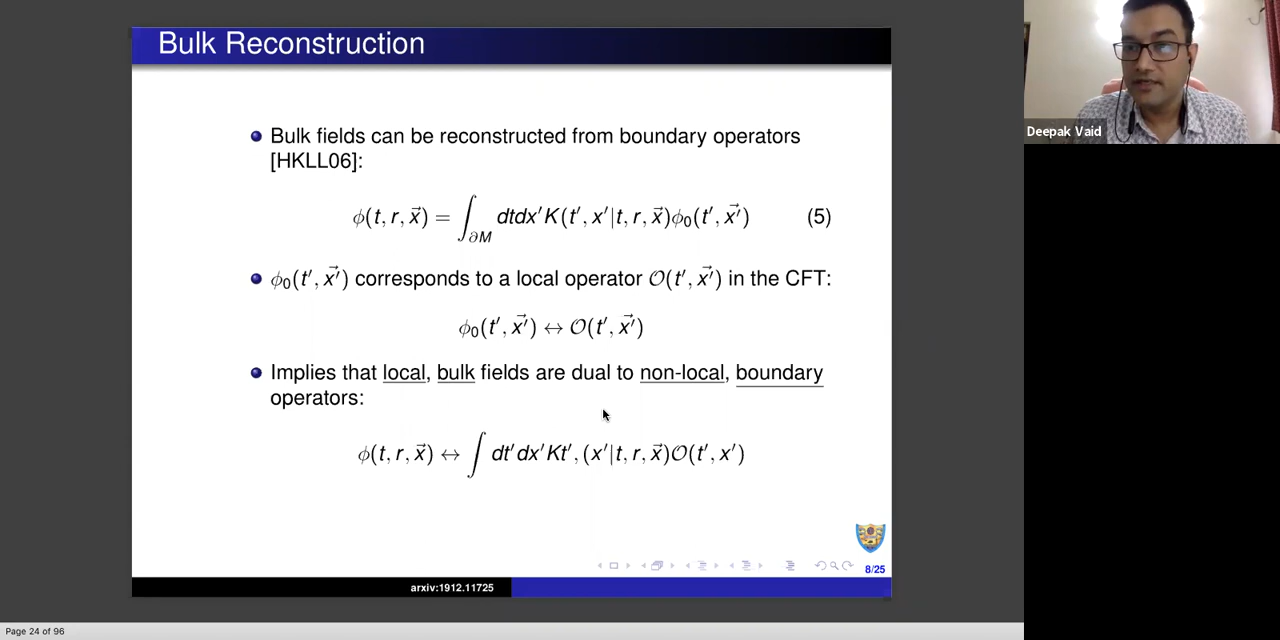 Bulk Reconstruction
Deepak Vaid
Bulk fields can be reconstructed from boundary operators
[HKLL06]:
ϕ(t, r, x⃗) = ∫_∂M dtdx′K(t′, x′|t, r, x⃗)ϕ₀(t′, x⃗′) (5)
ϕ₀(t′, x⃗′) corresponds to a local operator 𝒪(t′, x⃗′) in the CFT:
ϕ₀(t′, x⃗′) ↔ 𝒪(t′, x⃗′)
Implies that local, bulk fields are dual to non-local, boundary
operators:
ϕ(t, r, x⃗) ↔ ∫ dt′dx′Kt′, (x′|t, r, x⃗)𝒪(t′, x′)
8/25
arxiv:1912.11725
Page 24 of 96